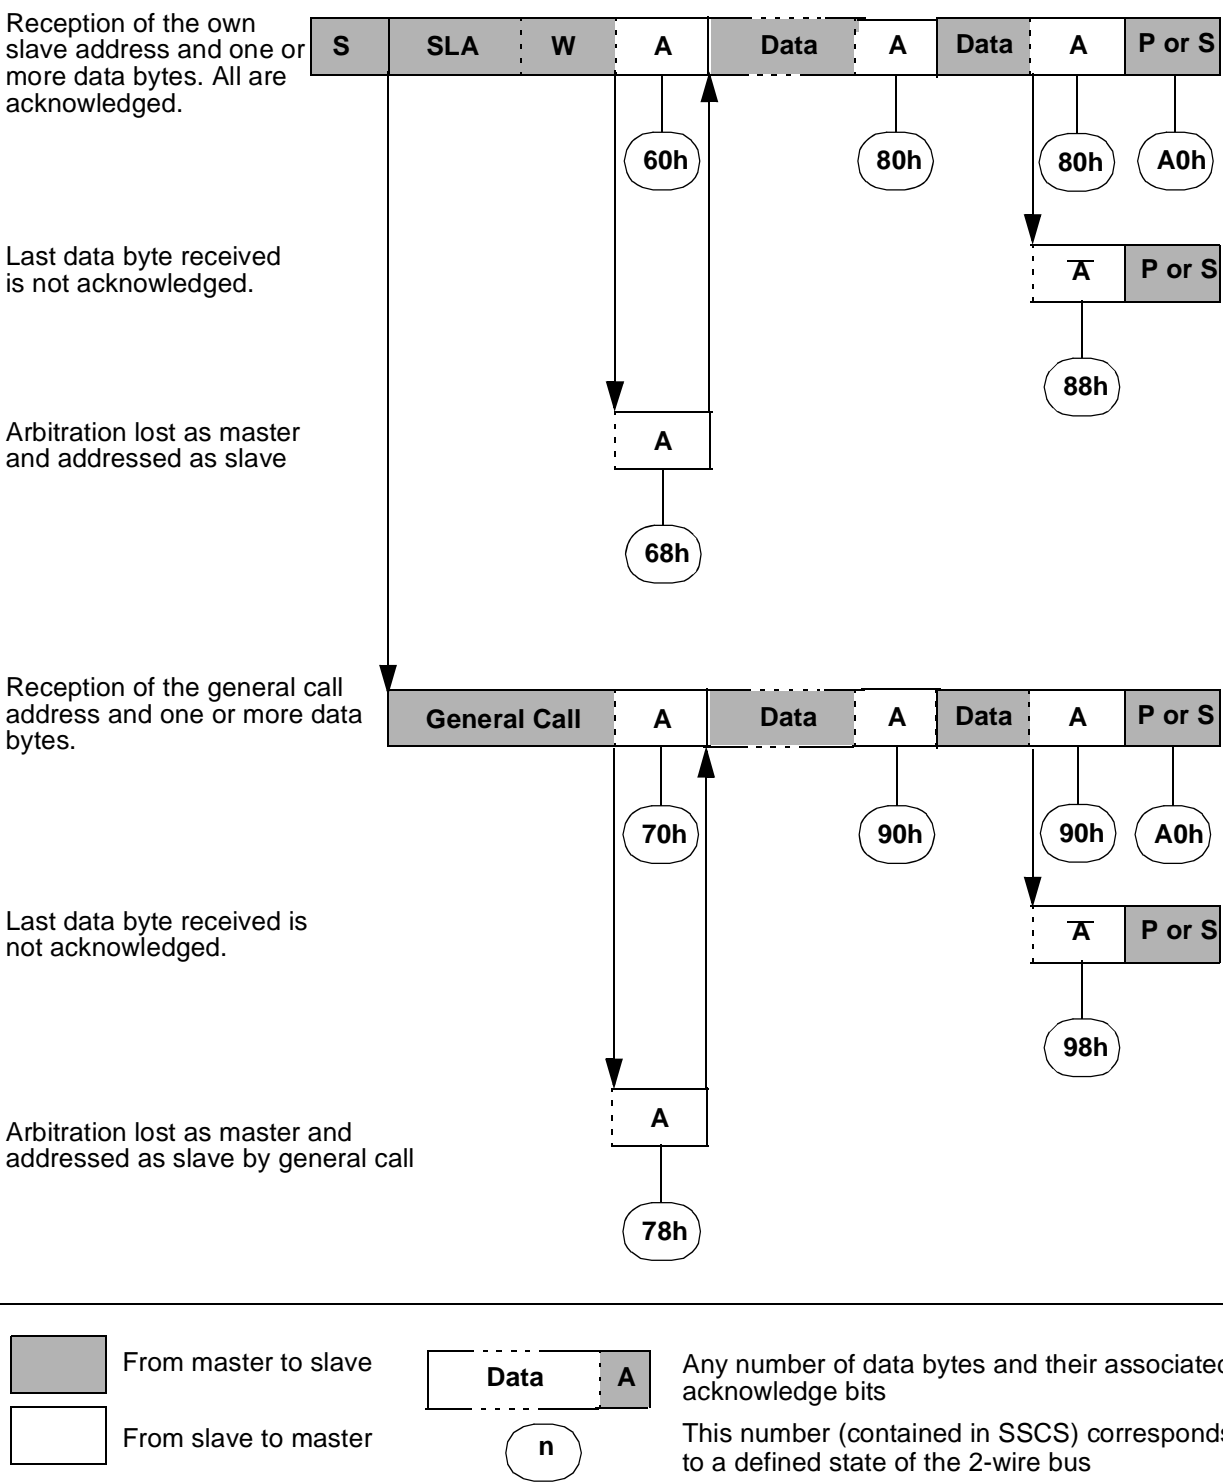 Reception of the own
slave address and one or
more data bytes. All are
acknowledged.
S SLA W A Data A Data A P or S
60h 80h 80h A0h
Last data byte received
is not acknowledged.
A̅ P or S
88h
Arbitration lost as master
and addressed as slave
A
68h
Reception of the general call
address and one or more data
bytes.
General Call A Data A Data A P or S
70h 90h 90h A0h
Last data byte received is
not acknowledged.
A̅ P or S
98h
Arbitration lost as master and
addressed as slave by general call
A
78h
From master to slave
From slave to master
Data A
n
Any number of data bytes and their associated
acknowledge bits
This number (contained in SSCS) corresponds
to a defined state of the 2-wire bus